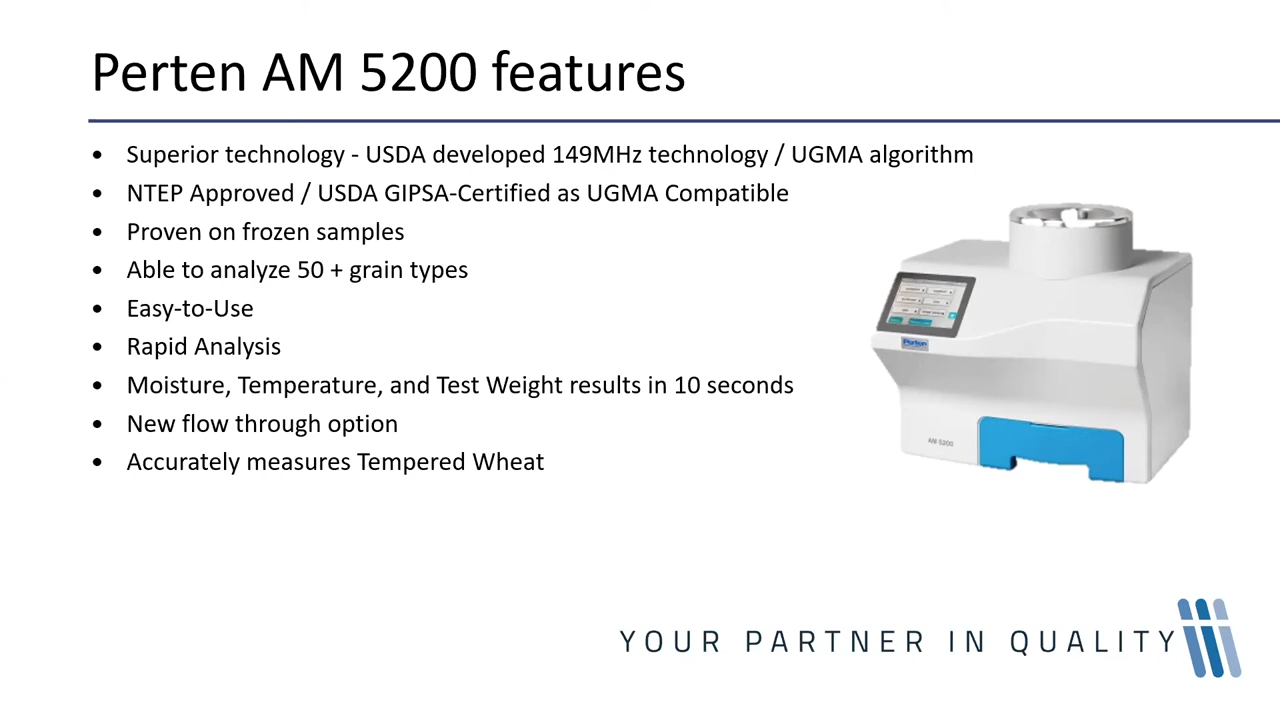 Perten AM 5200 features
• Superior technology - USDA developed 149MHz technology / UGMA algorithm
• NTEP Approved / USDA GIPSA-Certified as UGMA Compatible
• Proven on frozen samples
• Able to analyze 50 + grain types
• Easy-to-Use
• Rapid Analysis
• Moisture, Temperature, and Test Weight results in 10 seconds
• New flow through option
• Accurately measures Tempered Wheat
Perten
AM 5200
YOUR PARTNER IN QUALITY